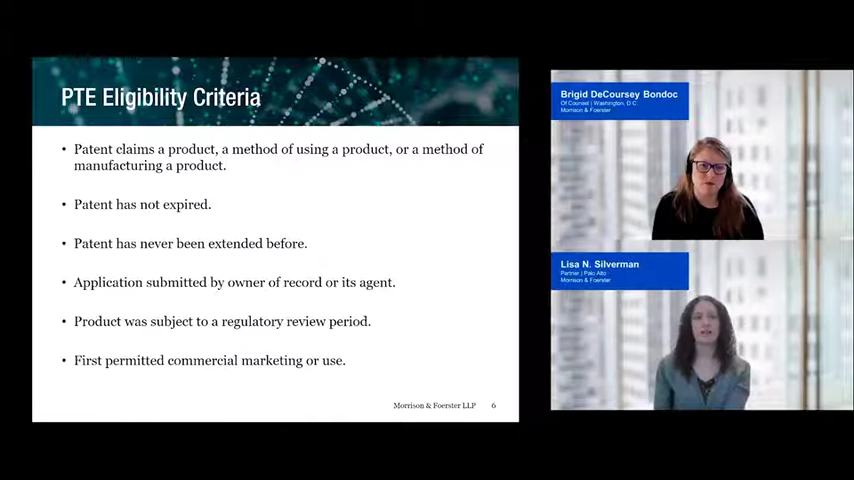 PTE Eligibility Criteria
• Patent claims a product, a method of using a product, or a method of
manufacturing a product.
• Patent has not expired.
• Patent has never been extended before.
• Application submitted by owner of record or its agent.
• Product was subject to a regulatory review period.
• First permitted commercial marketing or use.
Morrison & Foerster LLP 6
Brigid DeCoursey Bondoc
Of Counsel | Washington, D.C.
Morrison & Foerster
Lisa N. Silverman
Partner | Palo Alto
Morrison & Foerster